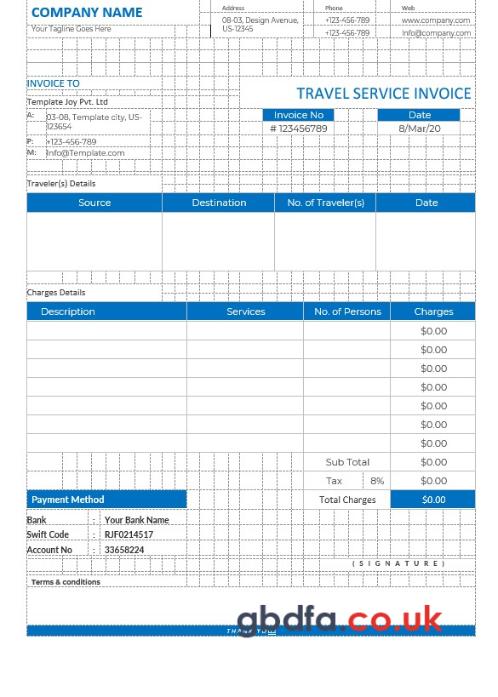 COMPANY NAME
Your Tagline Goes Here
Address
08-03, Design Avenue,
US-12345
Phone
+123-456-789
+123-456-789
Web
www.company.com
Info@company.com
INVOICE TO
TRAVEL SERVICE INVOICE
Template Joy Pvt. Ltd
A: 03-08, Template city, US-
123654
P: +123-456-789
M: Info@Template.com
Invoice No Date
# 123456789 8/Mar/20
Traveler(s) Details
Source Destination No. of Traveler(s) Date
Charges Details
Description Services No. of Persons Charges
$0.00
$0.00
$0.00
$0.00
$0.00
$0.00
$0.00
Sub Total $0.00
Tax 8% $0.00
Payment Method Total Charges $0.00
Bank : Your Bank Name
Swift Code : RJF0214517
Account No : 33658224
(SIGNATURE)
Terms & conditions
gbdfa.co.uk
THANK YOU